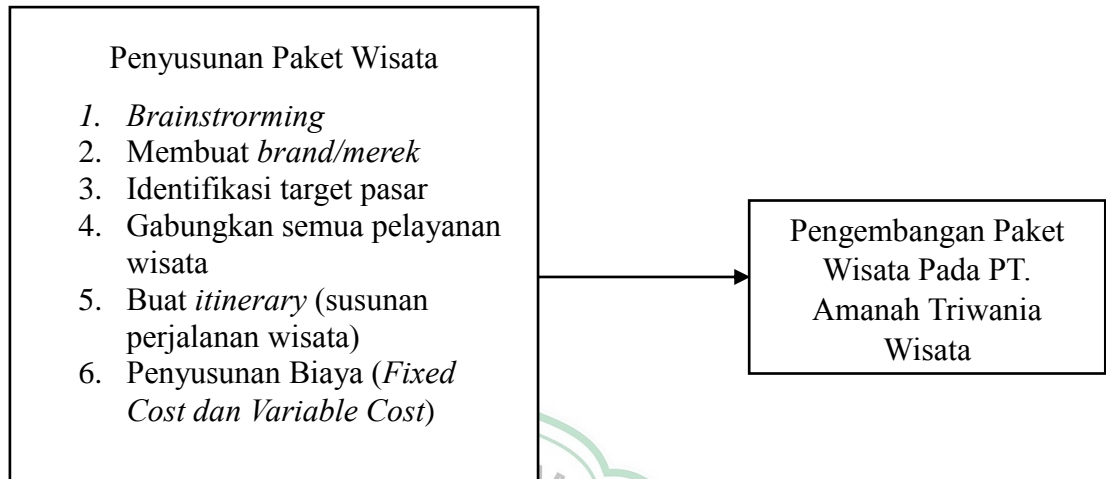 Penyusunan Paket Wisata
1. Brainstrorming
2. Membuat brand/merek
3. Identifikasi target pasar
4. Gabungkan semua pelayanan
wisata
5. Buat itinerary (susunan
perjalanan wisata)
6. Penyusunan Biaya (Fixed
Cost dan Variable Cost)
Pengembangan Paket
Wisata Pada PT.
Amanah Triwania
Wisata